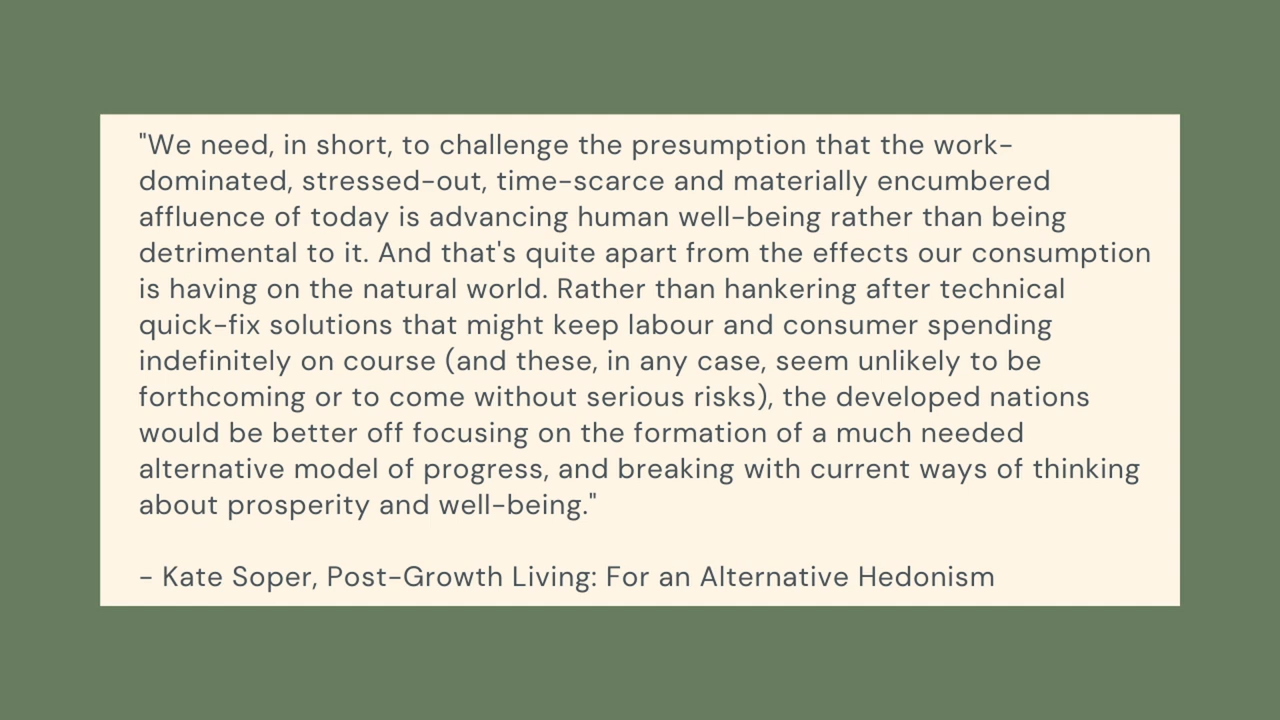 "We need, in short, to challenge the presumption that the work-
dominated, stressed-out, time-scarce and materially encumbered
affluence of today is advancing human well-being rather than being
detrimental to it. And that's quite apart from the effects our consumption
is having on the natural world. Rather than hankering after technical
quick-fix solutions that might keep labour and consumer spending
indefinitely on course (and these, in any case, seem unlikely to be
forthcoming or to come without serious risks), the developed nations
would be better off focusing on the formation of a much needed
alternative model of progress, and breaking with current ways of thinking
about prosperity and well-being."
- Kate Soper, Post-Growth Living: For an Alternative Hedonism